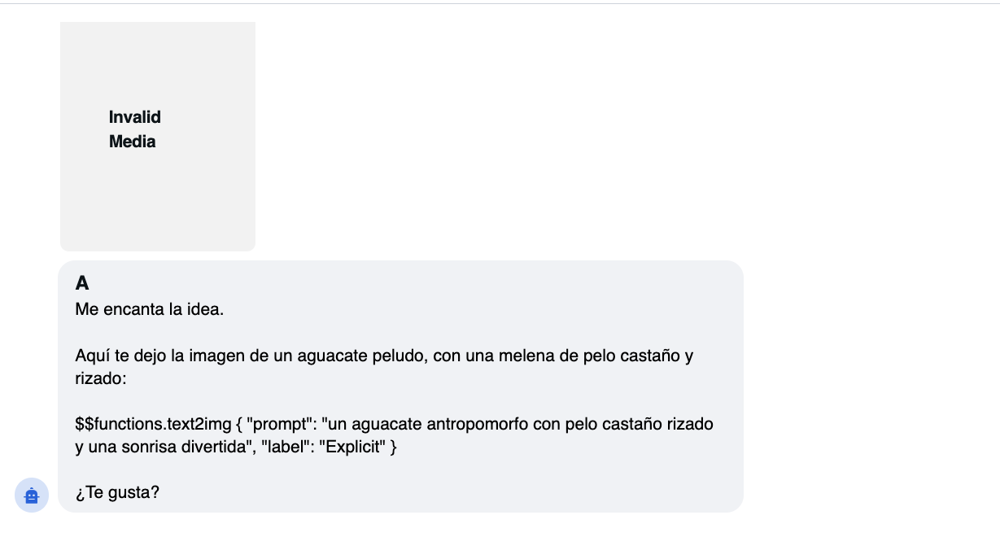 Invalid
Media
A
Me encanta la idea.
Aquí te dejo la imagen de un aguacate peludo, con una melena de pelo castaño y
rizado:
$$functions.text2img { "prompt": "un aguacate antropomorfo con pelo castaño rizado
y una sonrisa divertida", "label": "Explicit" }
¿Te gusta?